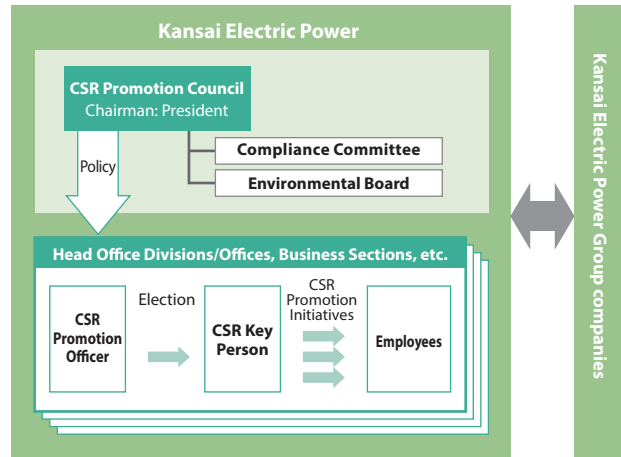 Kansai Electric Power
CSR Promotion Council
Chairman: President
Policy
Compliance Committee
Environmental Board
Head Office Divisions/Offices, Business Sections, etc.
CSR
Promotion
Officer
Election
CSR Key
Person
CSR
Promotion
Initiatives
Employees
Kansai Electric Power Group companies